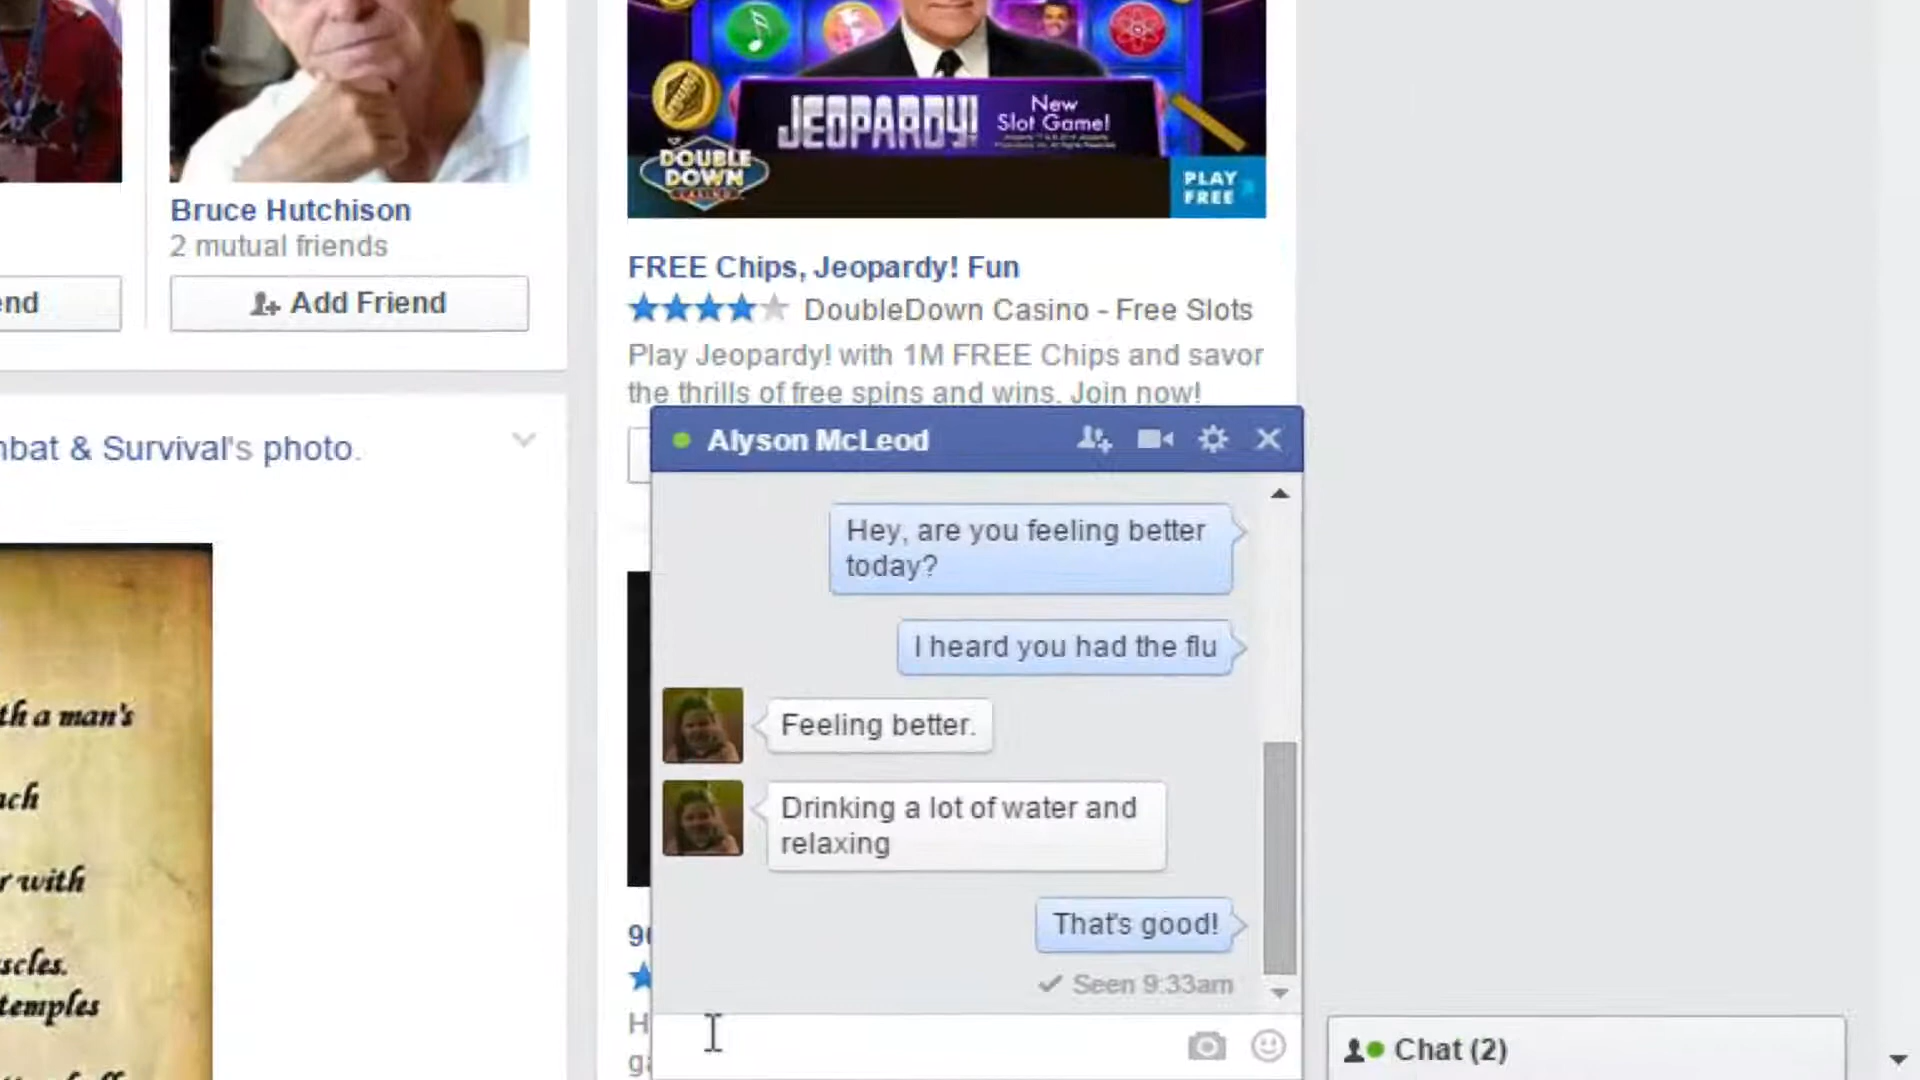 Bruce Hutchison
2 mutual friends
end
Add Friend
mbat & Survival's photo.
th a man's
ach
r with
scles.
temples
JEOPARDY!
New
Slot Game!
DOUBLE
DOWN
PLAY
FREE
FREE Chips, Jeopardy! Fun
DoubleDown Casino - Free Slots
Play Jeopardy! with 1M FREE Chips and savor
the thrills of free spins and wins. Join now!
Alyson McLeod
Hey, are you feeling better
today?
I heard you had the flu
Feeling better.
Drinking a lot of water and
relaxing
That's good!
Seen 9:33am
H
ga
Chat (2)